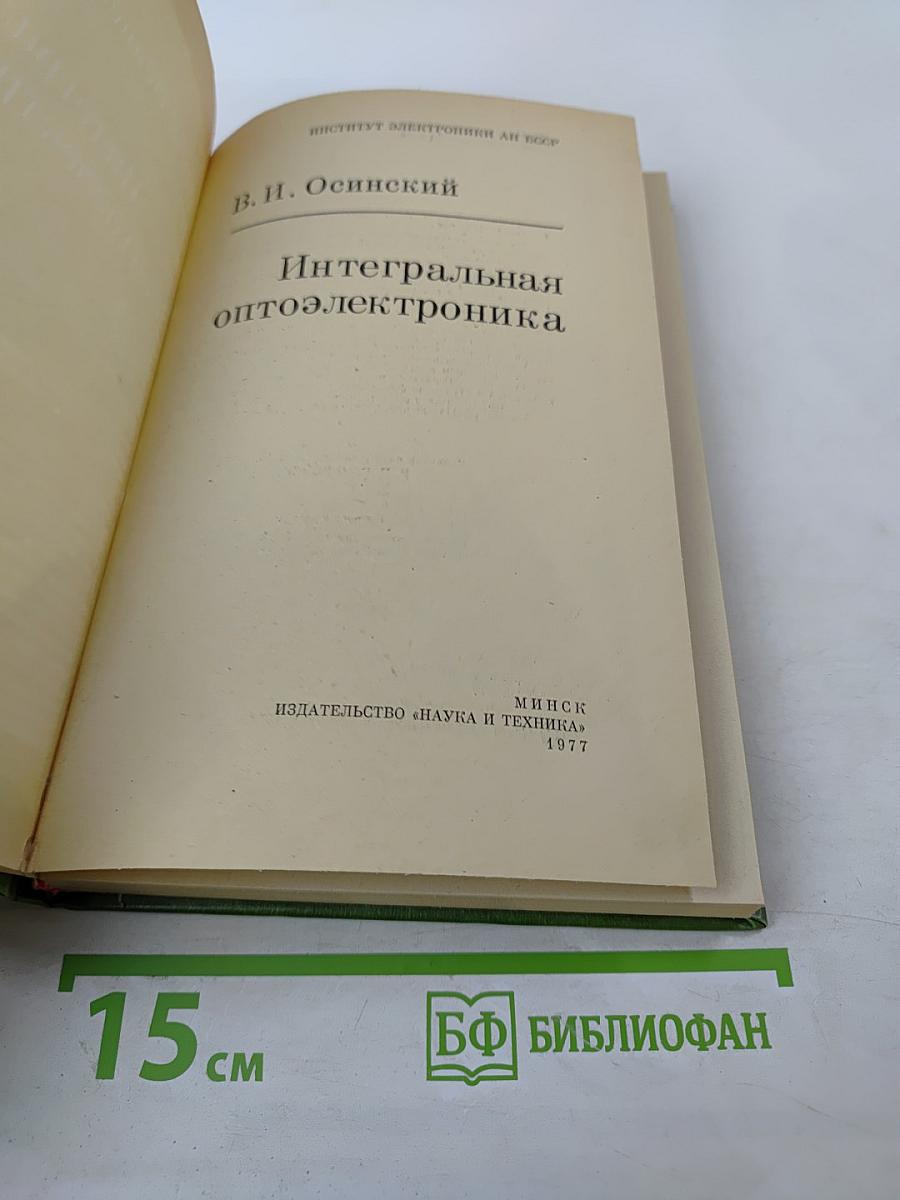 ИНСТИТУТ ЭЛЕКТРОНИКИ АН БССР
В. И. Осинский
Интегральная
оптоэлектроника
МИНСК
ИЗДАТЕЛЬСТВО «НАУКА И ТЕХНИКА»
1977
15 см
БФ БИБЛИОФАН